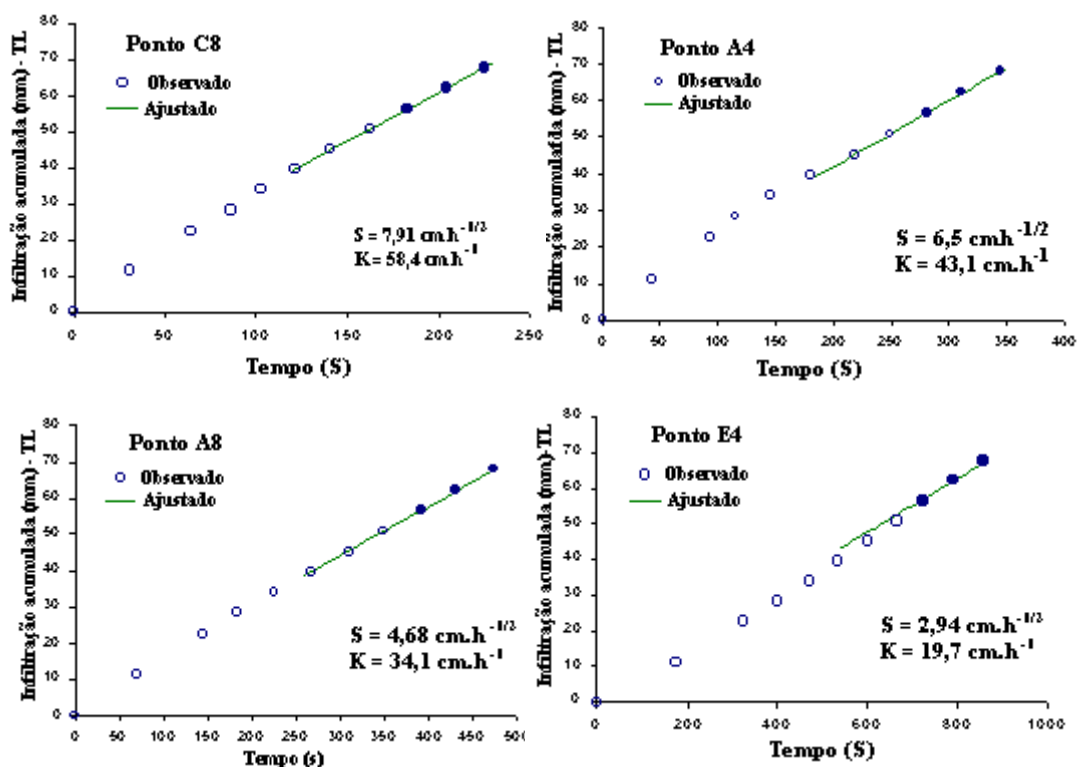 Ponto C8
Observado
Ajustado
S = 7,91 cm.h-1/2
K = 58,4 cm.h-1
Infiltração acumulada (mm) - TL
80
70
60
50
40
30
20
10
0
0 50 100 150 200 250
Tempo (S)
Ponto A4
Observado
Ajustado
S = 6,5 cmh-1/2
K = 43,1 cm.h-1
Infiltração acumulafda (mm) - TL
80
70
60
50
40
30
20
10
0
0 50 100 150 200 250 300 350 400
Tempo (S)
Ponto A8
Observado
Ajustado
S = 4,68 cm.h-1/2
K = 34,1 cm.h-1
Infiltração acumulada (mm) - TL
80
70
60
50
40
30
20
10
0
0 50 100 150 200 250 300 350 400 450 500
Tempo (s)
Ponto E4
Observado
Ajustado
S = 2,94 cm.h-1/2
K = 19,7 cm.h-1
Infiltração acumulada (mm)- TL
80
70
60
50
40
30
20
10
0
0 200 400 600 800 1000
Tempo (S)